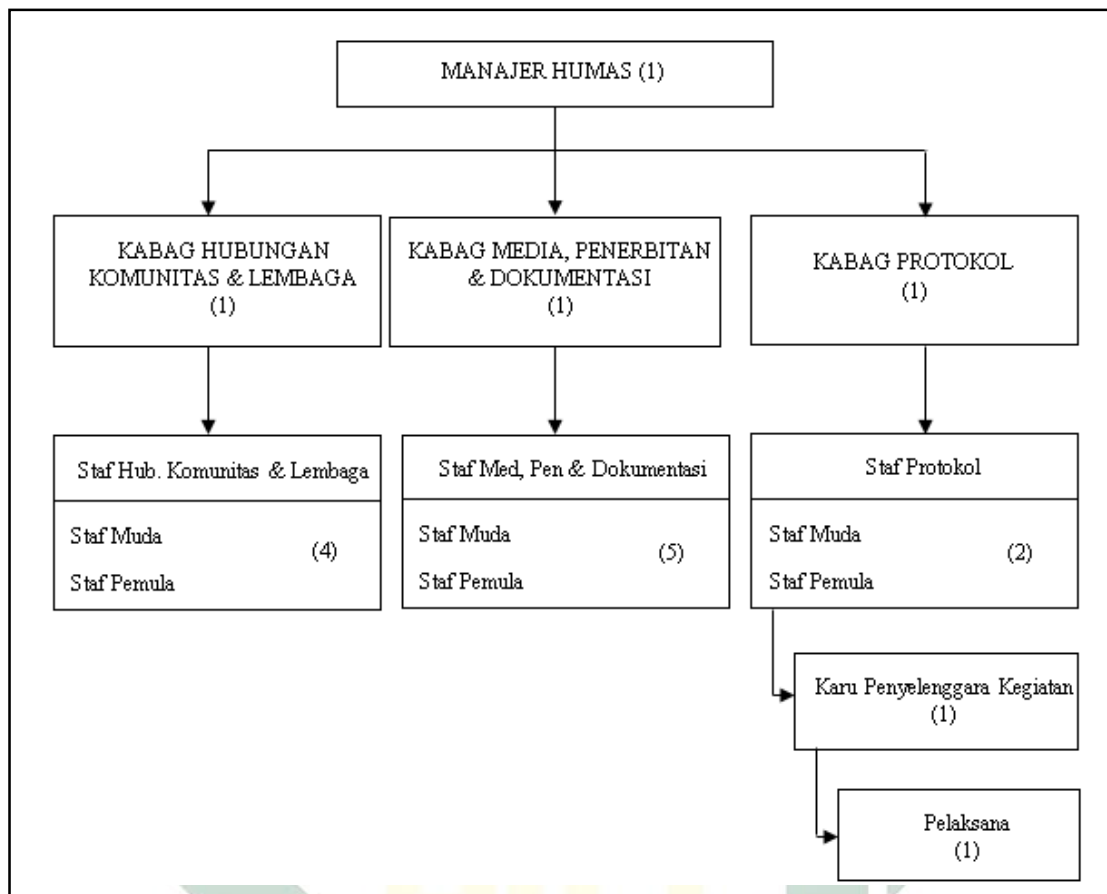 MANAJER HUMAS (1)
KABAG HUBUNGAN
KOMUNITAS & LEMBAGA
(1)
KABAG MEDIA, PENERBITAN
& DOKUMENTASI
(1)
KABAG PROTOKOL
(1)
Staf Hub. Komunitas & Lembaga
Staf Muda
(4)
Staf Pemula
Staf Med, Pen & Dokumentasi
Staf Muda
(5)
Staf Pemula
Staf Protokol
Staf Muda
(2)
Staf Pemula
Karu Penyelenggara Kegiatan
(1)
Pelaksana
(1)